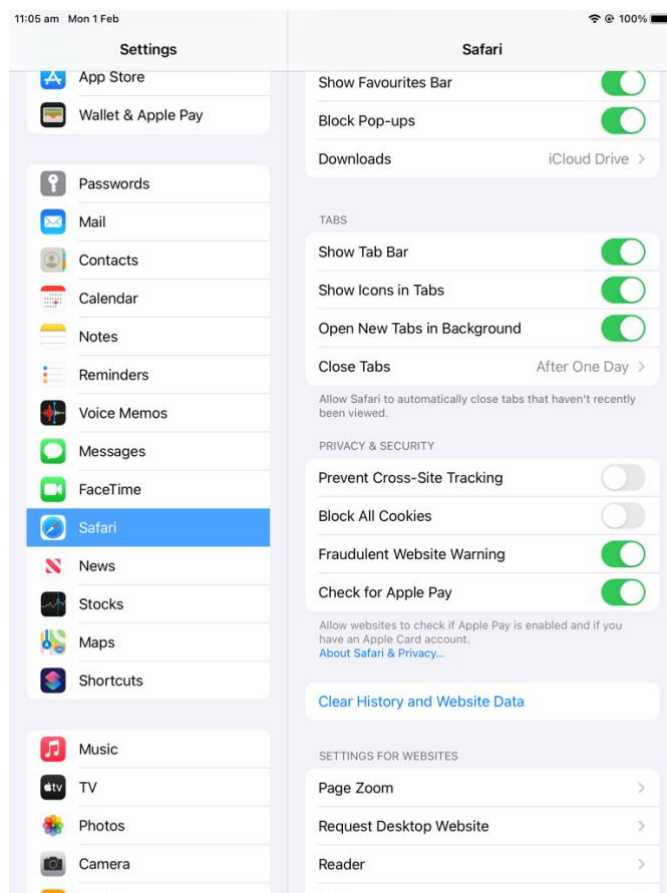 11:05 am Mon 1 Feb
100%
Settings
App Store
Wallet & Apple Pay
Passwords
Mail
Contacts
Calendar
Notes
Reminders
Voice Memos
Messages
FaceTime
Safari
News
Stocks
Maps
Shortcuts
Music
tv
TV
Photos
Camera
Safari
Show Favourites Bar
Block Pop-ups
Downloads iCloud Drive
TABS
Show Tab Bar
Show Icons in Tabs
Open New Tabs in Background
Close Tabs After One Day
Allow Safari to automatically close tabs that haven't recently
been viewed.
PRIVACY & SECURITY
Prevent Cross-Site Tracking
Block All Cookies
Fraudulent Website Warning
Check for Apple Pay
Allow websites to check if Apple Pay is enabled and if you
have an Apple Card account.
About Safari & Privacy...
Clear History and Website Data
SETTINGS FOR WEBSITES
Page Zoom
Request Desktop Website
Reader